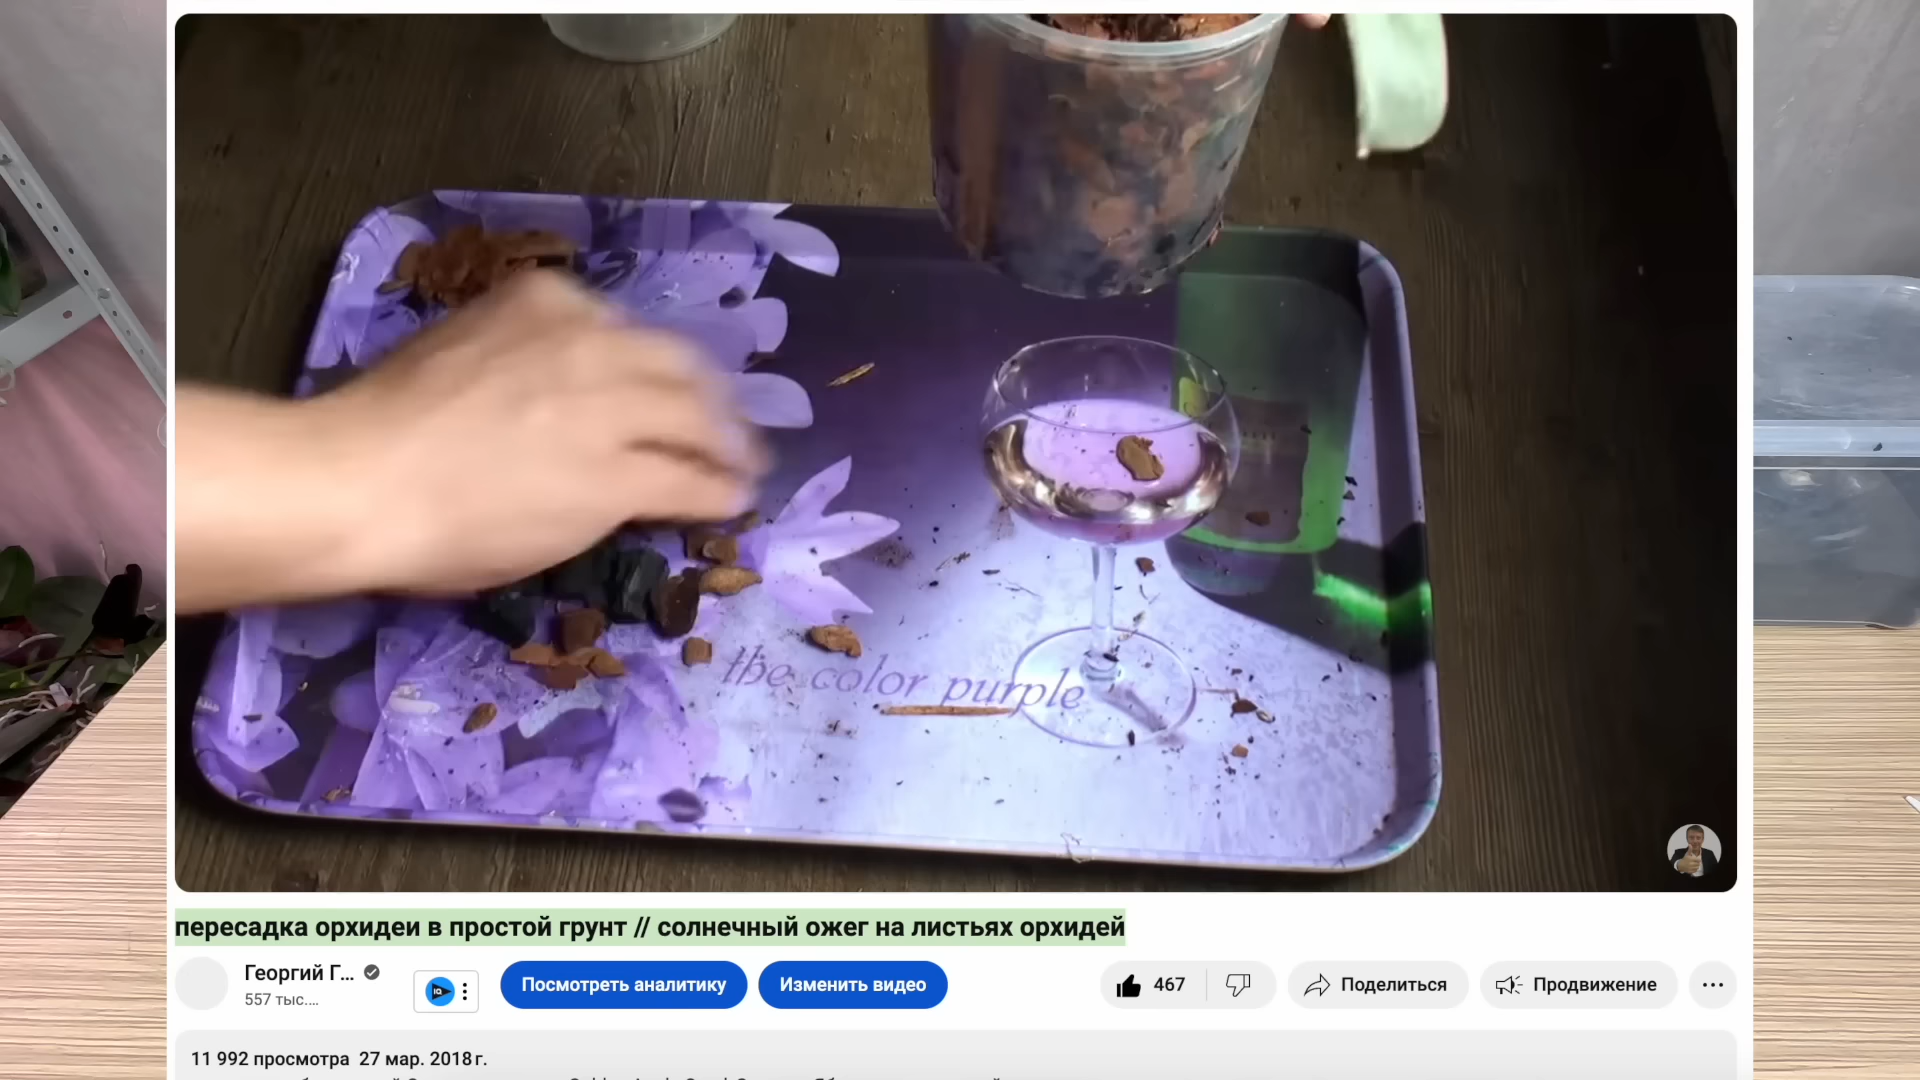 the color purple
пересадка орхидеи в простой грунт // солнечный ожег на листьях орхидей
Георгий Г...
557 тыс....
IQ
Посмотреть аналитику
Изменить видео
467
Поделиться
Продвижение
11 992 просмотра 27 мар. 2018 г.